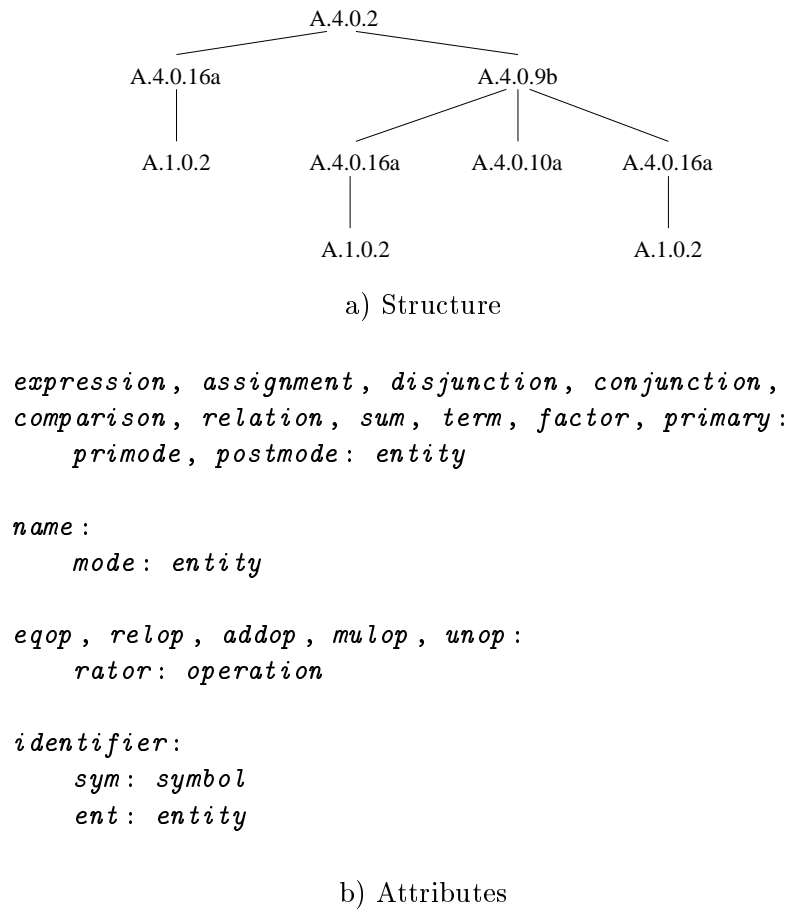 A.4.0.2
A.4.0.16a A.4.0.9b
A.1.0.2 A.4.0.16a A.4.0.10a A.4.0.16a
A.1.0.2 A.1.0.2
a) Structure
expression, assignment, disjunction, conjunction,
comparison, relation, sum, term, factor, primary:
primode, postmode: entity
name:
mode: entity
eqop, relop, addop, mulop, unop:
rator: operation
identifier:
sym: symbol
ent: entity
b) Attributes